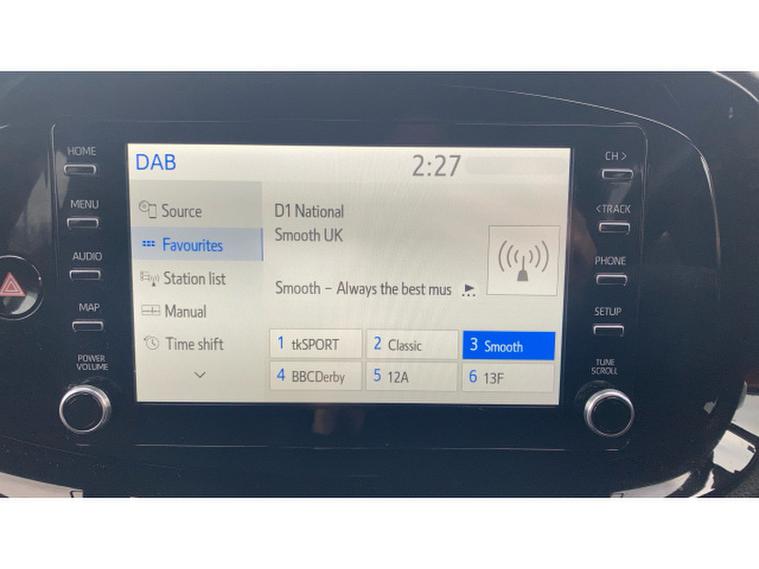 HOME
MENU
AUDIO
MAP
POWER
VOLUME
DAB
2:27
Source
Favourites
Station list
Manual
Time shift
D1 National
Smooth UK
Smooth – Always the best mus
1 tkSPORT
2 Classic
3 Smooth
4 BBCDerby
5 12A
6 13F
CH >
<TRACK
PHONE
SETUP
TUNE
SCROLL